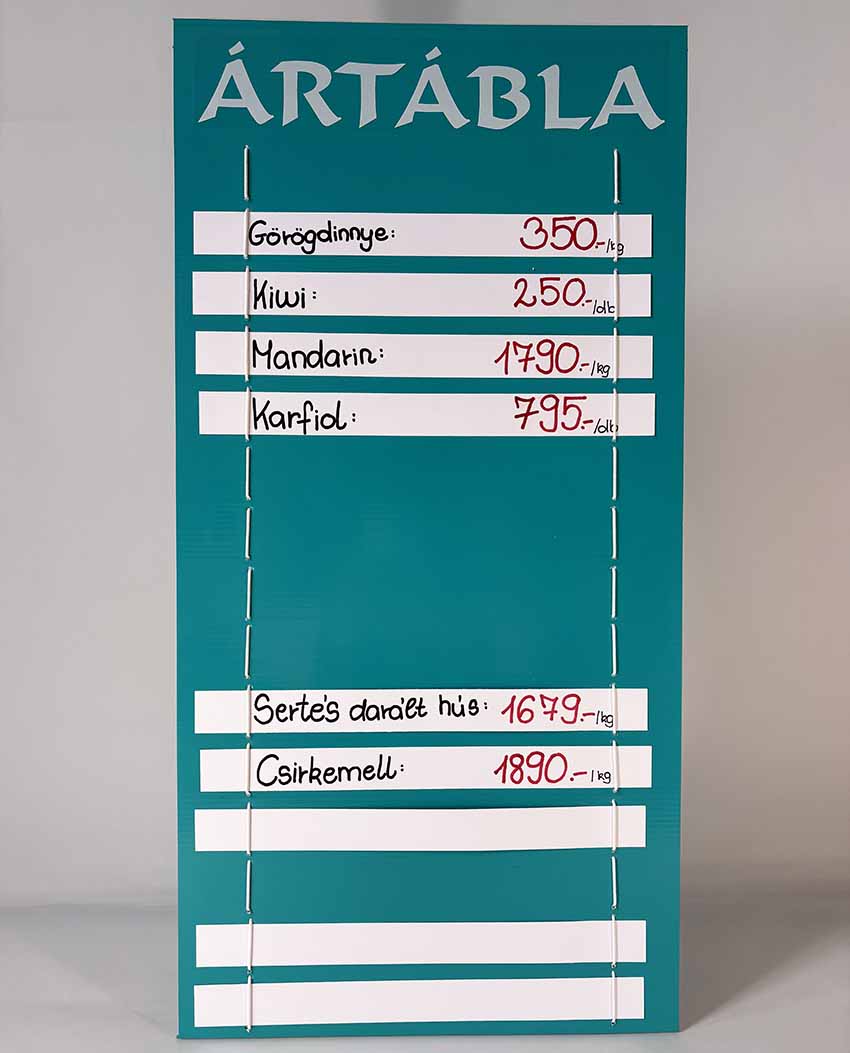 ÁRTÁBLA
Görögdinnye: 350.-/kg
Kiwi: 250.-/db
Mandarin: 1790.-/kg
Karfiol: 795.-/db
Sertés darált hús: 1679.-/kg
Csirkemell: 1890.-/kg